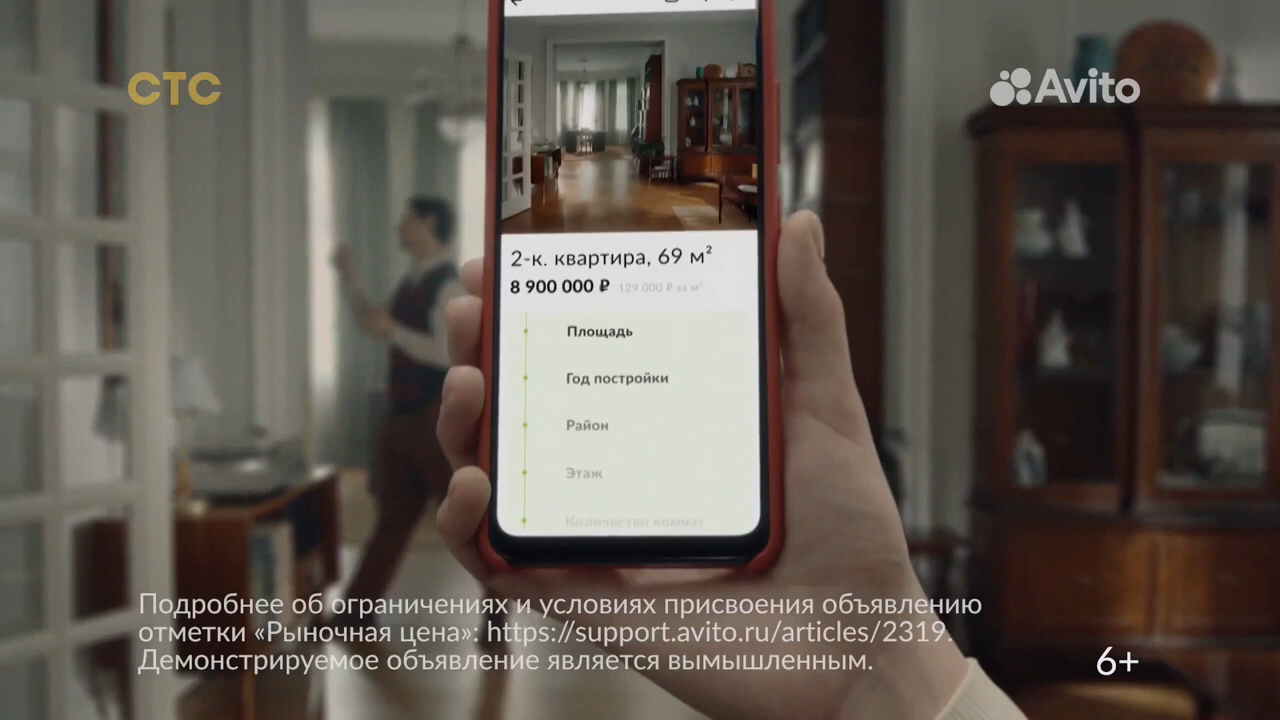 СТС
Avito
2-к. квартира, 69 м²
8 900 000 ₽ 129 000 ₽ за м²
Площадь
Год постройки
Район
Этаж
Количество комнат
Подробнее об ограничениях и условиях присвоения объявлению
отметки «Рыночная цена»: https://support.avito.ru/articles/2319.
Демонстрируемое объявление является вымышленным.
6+